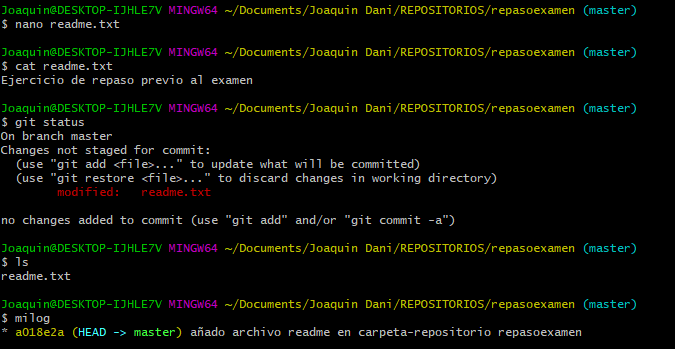 Joaquin@DESKTOP-IJHLE7V MINGW64 ~/Documents/Joaquin Dani/REPOSITORIOS/repasoexamen (master)
$ nano readme.txt
Joaquin@DESKTOP-IJHLE7V MINGW64 ~/Documents/Joaquin Dani/REPOSITORIOS/repasoexamen (master)
$ cat readme.txt
Ejercicio de repaso previo al examen
Joaquin@DESKTOP-IJHLE7V MINGW64 ~/Documents/Joaquin Dani/REPOSITORIOS/repasoexamen (master)
$ git status
On branch master
Changes not staged for commit:
  (use "git add <file>..." to update what will be committed)
  (use "git restore <file>..." to discard changes in working directory)
        modified:   readme.txt
no changes added to commit (use "git add" and/or "git commit -a")
Joaquin@DESKTOP-IJHLE7V MINGW64 ~/Documents/Joaquin Dani/REPOSITORIOS/repasoexamen (master)
$ ls
readme.txt
Joaquin@DESKTOP-IJHLE7V MINGW64 ~/Documents/Joaquin Dani/REPOSITORIOS/repasoexamen (master)
$ milog
* a018e2a (HEAD -> master) añado archivo readme en carpeta-repositorio repasoexamen